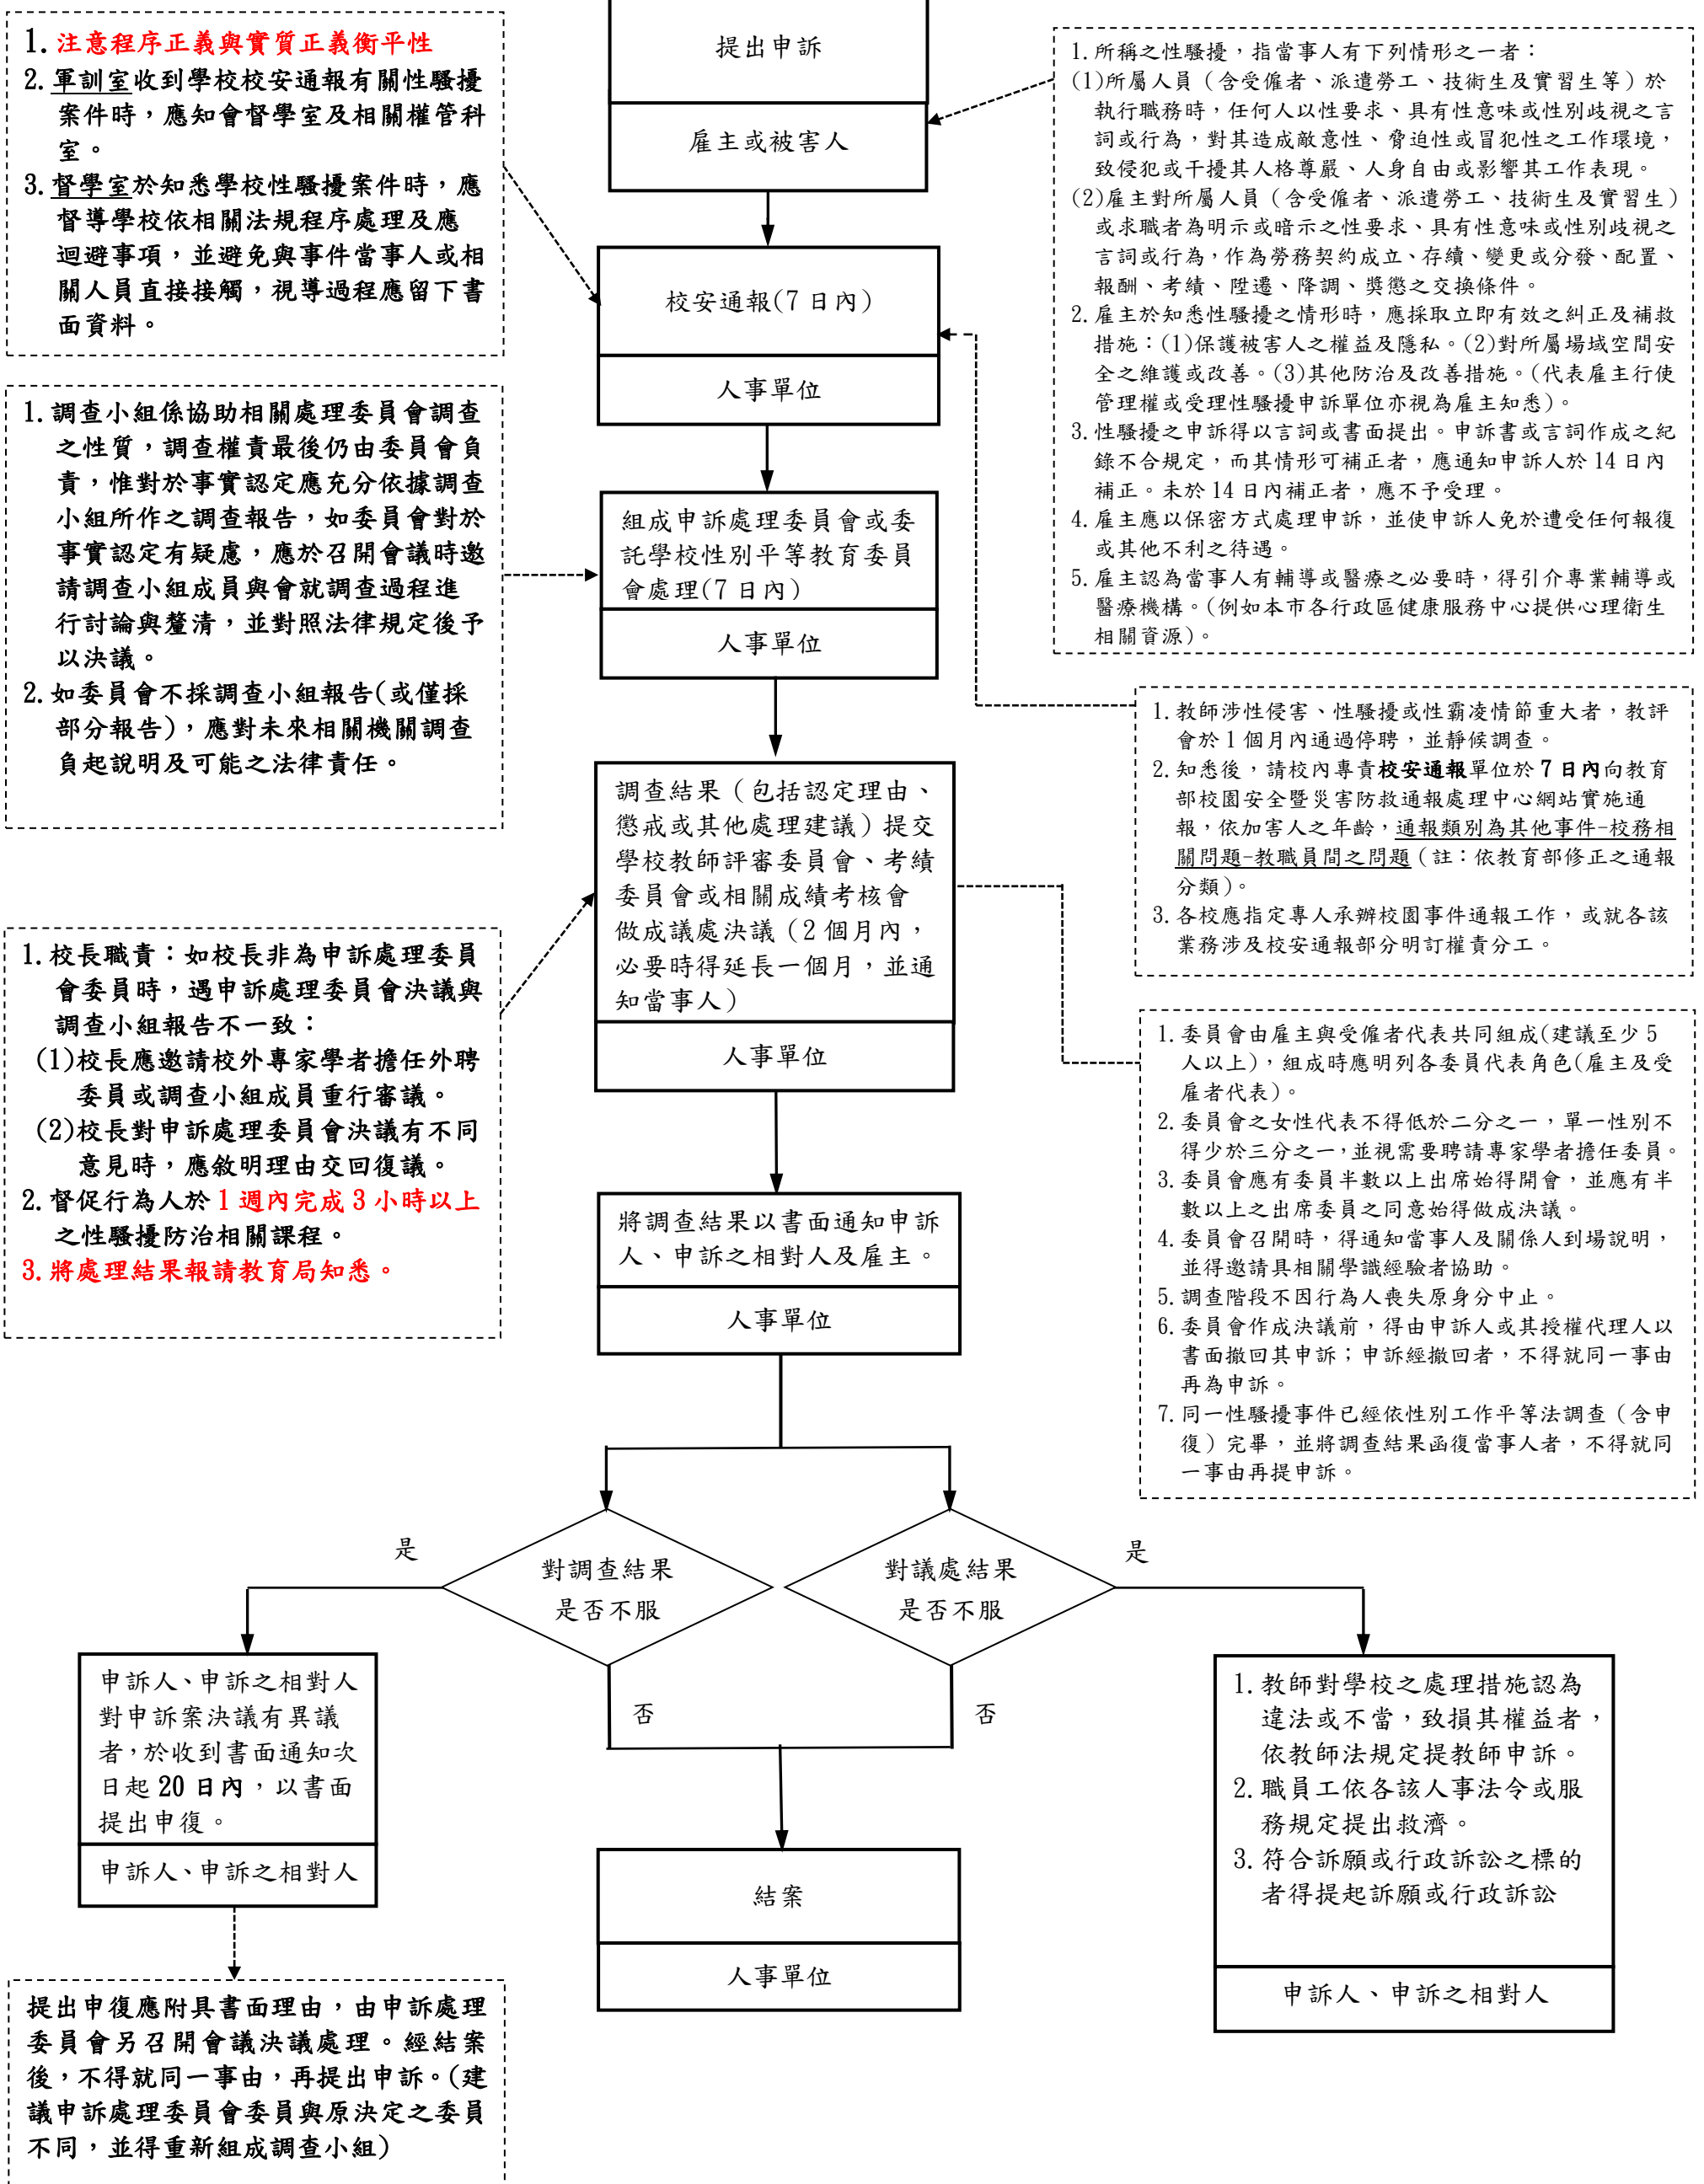 提出申訴
雇主或被害人
1.注意程序正義與實質正義衡平性
2.軍訓室收到學校校安通報有關性騷擾
案件時，應知會督學室及相關權管科
室。
3.督學室於知悉學校性騷擾案件時，應
督導學校依相關法規程序處理及應
迴避事項，並避免與事件當事人或相
關人員直接接觸，視導過程應留下書
面資料。
1.所稱之性騷擾，指當事人有下列情形之一者：
(1)所屬人員（含受僱者、派遣勞工、技術生及實習生等）於
執行職務時，任何人以性要求、具有性意味或性別歧視之言
詞或行為，對其造成敵意性、脅迫性或冒犯性之工作環境，
致侵犯或干擾其人格尊嚴、人身自由或影響其工作表現。
(2)雇主對所屬人員（含受僱者、派遣勞工、技術生及實習生）
或求職者為明示或暗示之性要求、具有性意味或性別歧視之
言詞或行為，作為勞務契約成立、存續、變更或分發、配置、
報酬、考績、陞遷、降調、獎懲之交換條件。
2.雇主於知悉性騷擾之情形時，應採取立即有效之糾正及補救
措施：(1)保護被害人之權益及隱私。(2)對所屬場域空間安
全之維護或改善。(3)其他防治及改善措施。(代表雇主行使
管理權或受理性騷擾申訴單位亦視為雇主知悉)。
3.性騷擾之申訴得以言詞或書面提出。申訴書或言詞作成之紀
錄不合規定，而其情形可補正者，應通知申訴人於 14 日內
補正。未於 14 日內補正者，應不予受理。
4.雇主應以保密方式處理申訴，並使申訴人免於遭受任何報復
或其他不利之待遇。
5.雇主認為當事人有輔導或醫療之必要時，得引介專業輔導或
醫療機構。(例如本市各行政區健康服務中心提供心理衛生
相關資源)。
校安通報(7 日內)
人事單位
1.調查小組係協助相關處理委員會調查
之性質，調查權責最後仍由委員會負
責，惟對於事實認定應充分依據調查
小組所作之調查報告，如委員會對於
事實認定有疑慮，應於召開會議時邀
請調查小組成員與會就調查過程進
行討論與釐清，並對照法律規定後予
以決議。
2.如委員會不採調查小組報告(或僅採
部分報告)，應對未來相關機關調查
負起說明及可能之法律責任。
組成申訴處理委員會或委
託學校性別平等教育委員
會處理(7 日內)
人事單位
1.教師涉性侵害、性騷擾或性霸凌情節重大者，教評
會於 1 個月內通過停聘，並靜候調查。
2.知悉後，請校內專責校安通報單位於 7 日內向教育
部校園安全暨災害防救通報處理中心網站實施通
報，依加害人之年齡，通報類別為其他事件-校務相
關問題-教職員間之問題（註：依教育部修正之通報
分類）。
3.各校應指定專人承辦校園事件通報工作，或就各該
業務涉及校安通報部分明訂權責分工。
調查結果（包括認定理由、
懲戒或其他處理建議）提交
學校教師評審委員會、考績
委員會或相關成績考核會
做成議處決議（2 個月內，
必要時得延長一個月，並通
知當事人）
人事單位
1.校長職責：如校長非為申訴處理委員
會委員時，遇申訴處理委員會決議與
調查小組報告不一致：
(1)校長應邀請校外專家學者擔任外聘
委員或調查小組成員重行審議。
(2)校長對申訴處理委員會決議有不同
意見時，應敘明理由交回復議。
2.督促行為人於 1 週內完成 3 小時以上
之性騷擾防治相關課程。
3.將處理結果報請教育局知悉。
1.委員會由雇主與受僱者代表共同組成(建議至少 5
人以上)，組成時應明列各委員代表角色(雇主及受
雇者代表)。
2.委員會之女性代表不得低於二分之一，單一性別不
得少於三分之一，並視需要聘請專家學者擔任委員。
3.委員會應有委員半數以上出席始得開會，並應有半
數以上之出席委員之同意始得做成決議。
4.委員會召開時，得通知當事人及關係人到場說明，
並得邀請具相關學識經驗者協助。
5.調查階段不因行為人喪失原身分中止。
6.委員會作成決議前，得由申訴人或其授權代理人以
書面撤回其申訴；申訴經撤回者，不得就同一事由
再為申訴。
7.同一性騷擾事件已經依性別工作平等法調查（含申
復）完畢，並將調查結果函復當事人者，不得就同
一事由再提申訴。
將調查結果以書面通知申訴
人、申訴之相對人及雇主。
人事單位
是
對調查結果
是否不服
對議處結果
是否不服
是
否
否
申訴人、申訴之相對人
對申訴案決議有異議
者，於收到書面通知次
日起 20 日內，以書面
提出申復。
申訴人、申訴之相對人
結案
人事單位
1.教師對學校之處理措施認為
違法或不當，致損其權益者，
依教師法規定提教師申訴。
2.職員工依各該人事法令或服
務規定提出救濟。
3.符合訴願或行政訴訟之標的
者得提起訴願或行政訴訟
申訴人、申訴之相對人
提出申復應附具書面理由，由申訴處理
委員會另召開會議決議處理。經結案
後，不得就同一事由，再提出申訴。(建
議申訴處理委員會委員與原決定之委員
不同，並得重新組成調查小組)